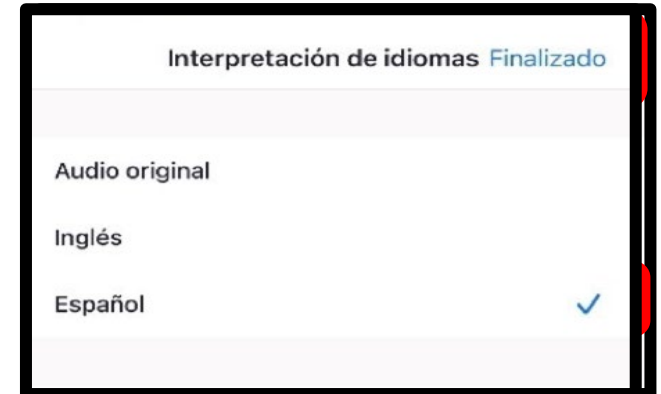 Interpretación de idiomas Finalizado
Audio original
Inglés
Español